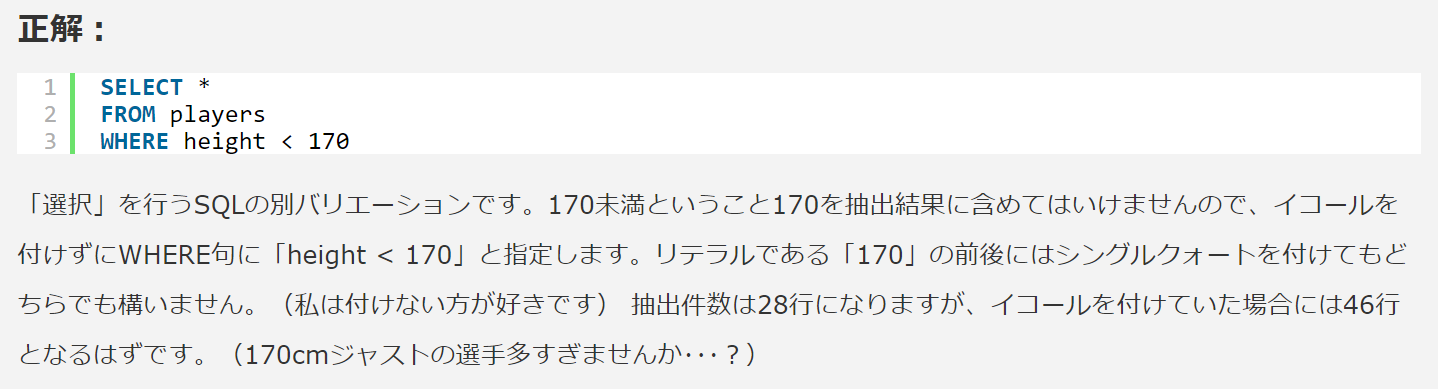 正解：
1 SELECT *
2 FROM players
3 WHERE height < 170
「選択」を行うSQLの別バリエーションです。170未満ということ170を抽出結果に含めてはいけませんので、イコールを
付けずにWHERE句に「height < 170」と指定します。リテラルである「170」の前後にはシングルクォートを付けてもど
ちらでも構いません。（私は付けない方が好きです） 抽出件数は28行になりますが、イコールを付けていた場合には46行
となるはずです。（170cmジャストの選手多すぎませんか･･･？）